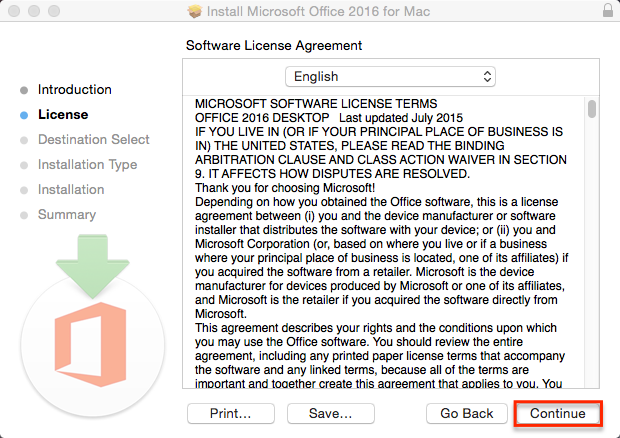 Install Microsoft Office 2016 for Mac
Software License Agreement
English
Introduction
License
Destination Select
Installation Type
Installation
Summary
MICROSOFT SOFTWARE LICENSE TERMS
OFFICE 2016 DESKTOP Last updated July 2015
IF YOU LIVE IN (OR IF YOUR PRINCIPAL PLACE OF BUSINESS IS
IN) THE UNITED STATES, PLEASE READ THE BINDING
ARBITRATION CLAUSE AND CLASS ACTION WAIVER IN SECTION
9. IT AFFECTS HOW DISPUTES ARE RESOLVED.
Thank you for choosing Microsoft!
Depending on how you obtained the Office software, this is a license
agreement between (i) you and the device manufacturer or software
installer that distributes the software with your device; or (ii) you and
Microsoft Corporation (or, based on where you live or if a business
where your principal place of business is located, one of its affiliates) if
you acquired the software from a retailer. Microsoft is the device
manufacturer for devices produced by Microsoft or one of its affiliates,
and Microsoft is the retailer if you acquired the software directly from
Microsoft.
This agreement describes your rights and the conditions upon which
you may use the Office software. You should review the entire
agreement, including any printed paper license terms that accompany
the software and any linked terms, because all of the terms are
important and together create this agreement that applies to you. You
Print...
Save...
Go Back
Continue